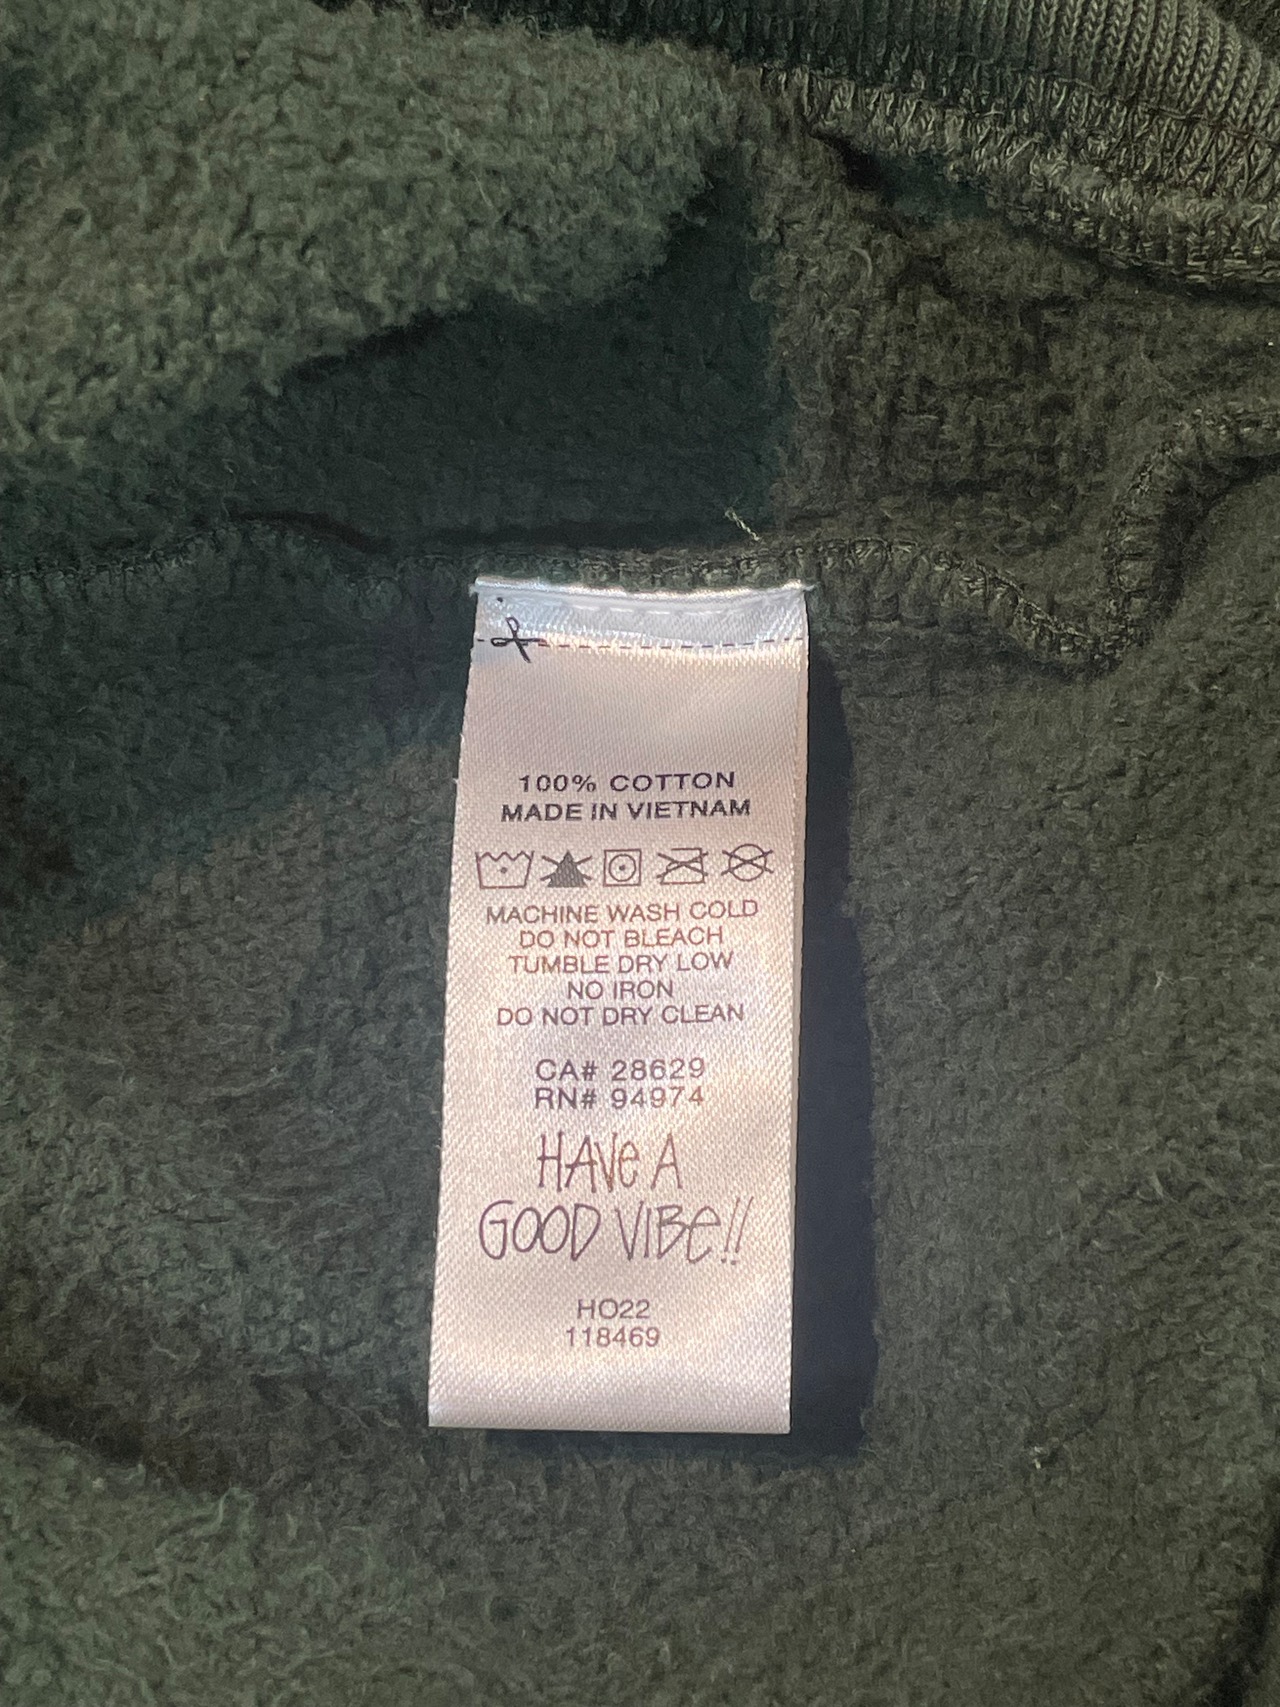 100% COTTON
MADE IN VIETNAM
MACHINE WASH COLD
DO NOT BLEACH
TUMBLE DRY LOW
NO IRON
DO NOT DRY CLEAN
CA# 28629
RN# 94974
HAVe A
GOOD VIBe!!
HO22
118469